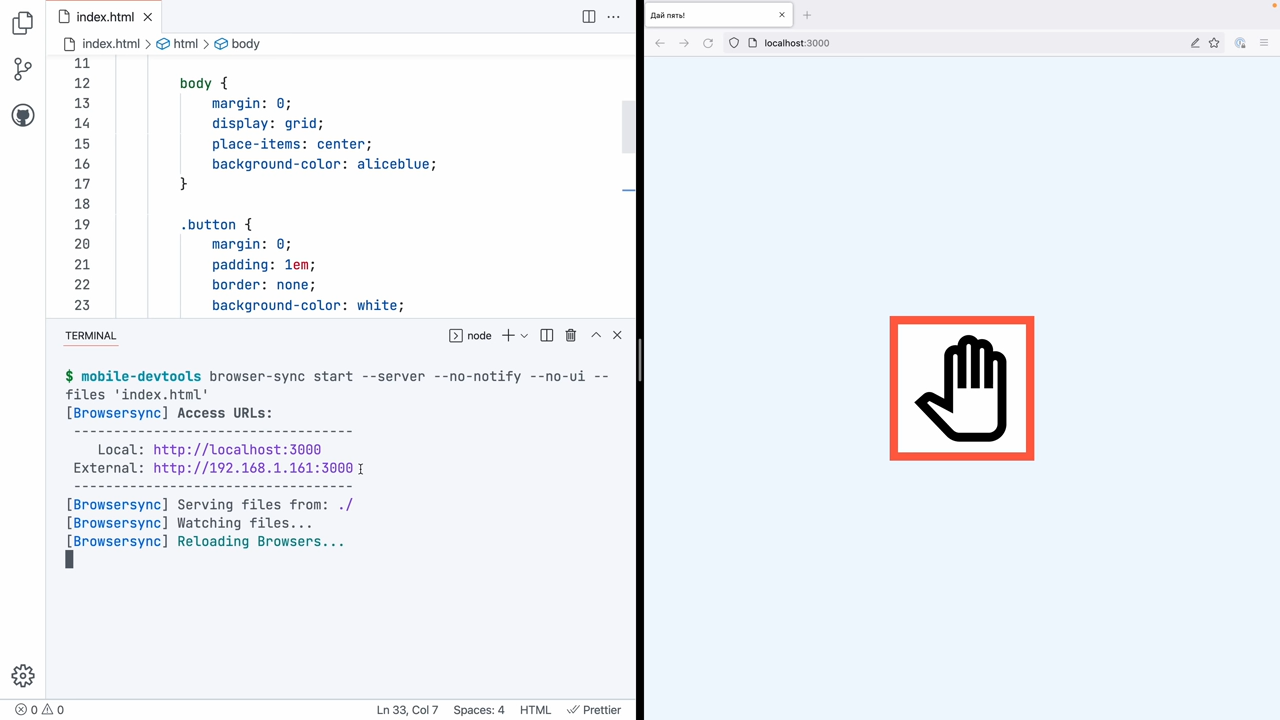 index.html
index.html > html > body
11
12 body {
13 margin: 0;
14 display: grid;
15 place-items: center;
16 background-color: aliceblue;
17 }
18
19 .button {
20 margin: 0;
21 padding: 1em;
22 border: none;
23 background-color: white;
TERMINAL
node
$ mobile-devtools browser-sync start --server --no-notify --no-ui --
files 'index.html'
[Browsersync] Access URLs:
-----------------------------------
Local: http://localhost:3000
External: http://192.168.1.161:3000
-----------------------------------
[Browsersync] Serving files from: ./
[Browsersync] Watching files...
[Browsersync] Reloading Browsers...
0 0
Ln 33, Col 7
Spaces: 4
HTML
Prettier
Дай пять!
localhost:3000